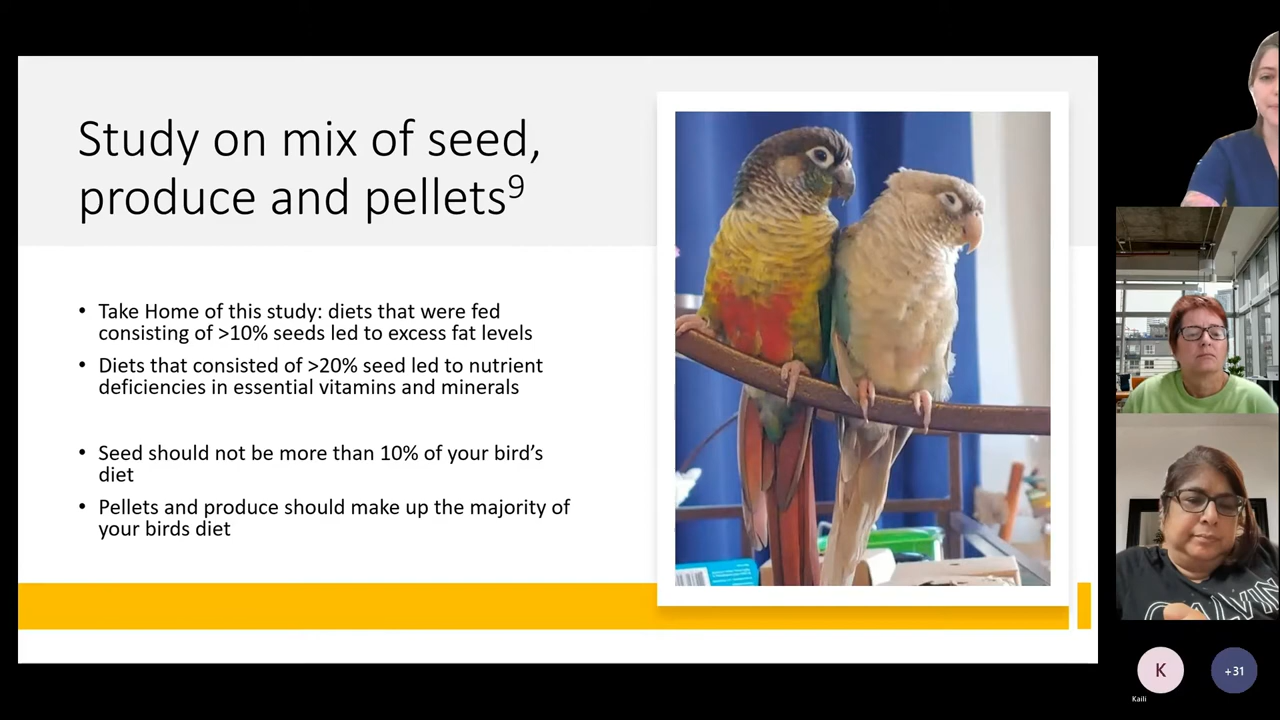 Study on mix of seed,
produce and pellets9
• Take Home of this study: diets that were fed
consisting of >10% seeds led to excess fat levels
• Diets that consisted of >20% seed led to nutrient
deficiencies in essential vitamins and minerals
• Seed should not be more than 10% of your bird’s
diet
• Pellets and produce should make up the majority of
your birds diet
CALVIN
K
+31
Kaili